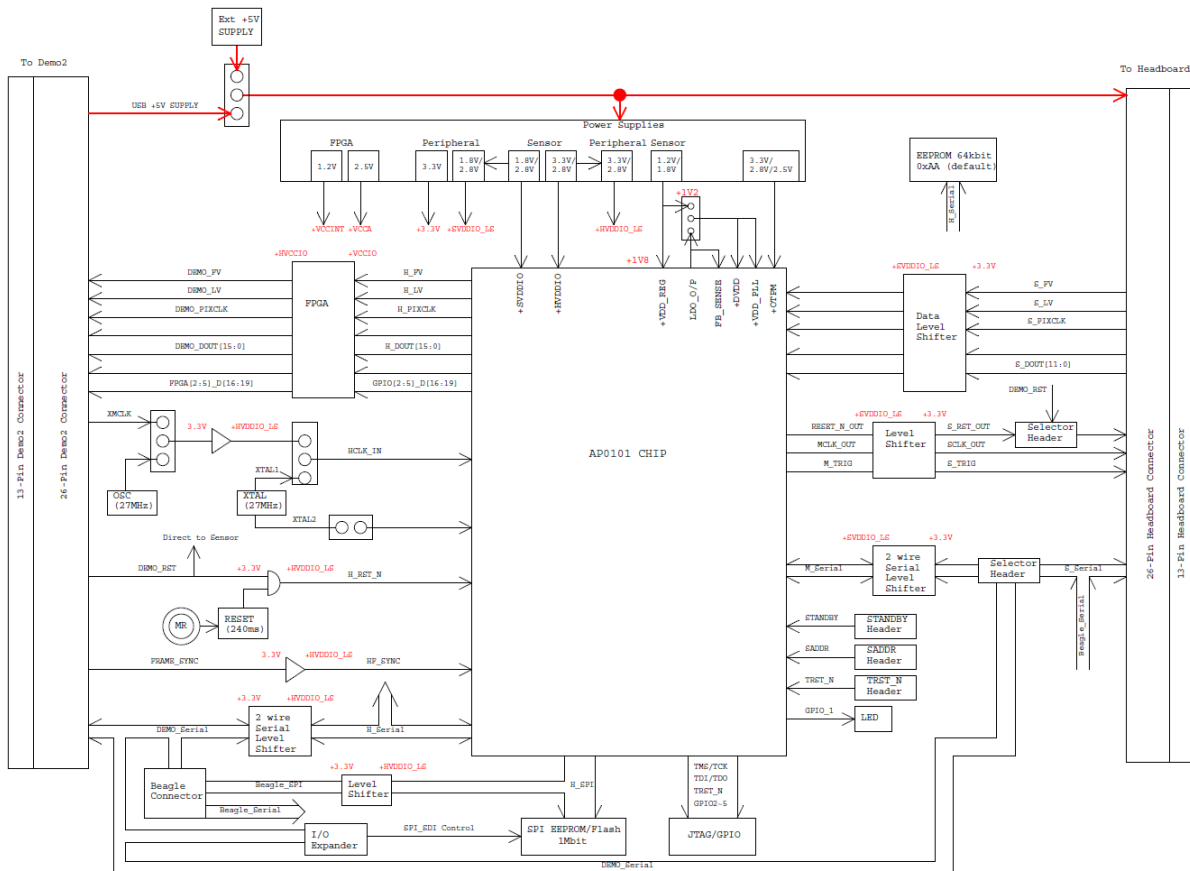 Ext +5V
SUPPLY
To Demo2
To Headboard
USB +5V SUPPLY
Power Supplies
FPGA
Peripheral
Sensor
Peripheral
Sensor
1.2V
2.5V
3.3V
1.8V/
2.8V
1.8V/
2.8V
3.3V/
2.8V
3.3V/
2.8V
1.2V/
1.8V
3.3V/
2.8V/2.5V
EEPROM 64kbit
0xAA (default)
H_Serial
+1V2
+VCCINT
+VCCA
+3.3V
+SVDDIO_LS
+HVDDIO_LS
+1V8
+HVCCIO
+VCCIO
FPGA
DEMO_FV
DEMO_LV
DEMO_PIXCLK
DEMO_DOUT[15:0]
FPGA[2:5]_D[16:19]
H_FV
H_LV
H_PIXCLK
H_DOUT[15:0]
GPIO[2:5]_D[16:19]
+SVDDIO
+HVDDIO
+VDD_REG
LDO_O/P
FB_SENSE
+DVDD
+VDD_PLL
+OTPM
+SVDDIO_LS
+3.3V
Data
Level
Shifter
S_FV
S_LV
S_PIXCLK
S_DOUT[11:0]
DEMO_RST
13-Pin Demo2 Connector
26-Pin Demo2 Connector
26-Pin Headboard Connector
13-Pin Headboard Connector
XMCLK
3.3V
+HVDDIO_LS
OSC
(27MHz)
XTAL1
XTAL
(27MHz)
HCLK_IN
XTAL2
AP0101 CHIP
+SVDDIO_LS
+3.3V
RESET_N_OUT
MCLK_OUT
M_TRIG
Level
Shifter
S_RST_OUT
SCLK_OUT
S_TRIG
Selector
Header
Direct to Sensor
DEMO_RST
+3.3V
+HVDDIO_LS
H_RST_N
MR
RESET
(240ms)
+SVDDIO_LS
+3.3V
M_Serial
2 wire
Serial
Level
Shifter
Selector
Header
S_Serial
Beagle_Serial
STANDBY
STANDBY
Header
SADDR
SADDR
Header
TRST_N
TRST_N
Header
GPIO_1
LED
FRAME_SYNC
3.3V
+HVDDIO_LS
HF_SYNC
+3.3V
+HVDDIO_LS
DEMO_Serial
2 wire
Serial
Level
Shifter
H_Serial
Beagle
Connector
Beagle_SPI
Beagle_Serial
+3.3V
+HVDDIO_LS
Level
Shifter
H_SPI
TMS/TCK
TDI/TDO
TRST_N
GPIO2~5
I/O
Expander
SPI_SDI Control
SPI EEPROM/Flash
1Mbit
JTAG/GPIO
DEMO_Serial